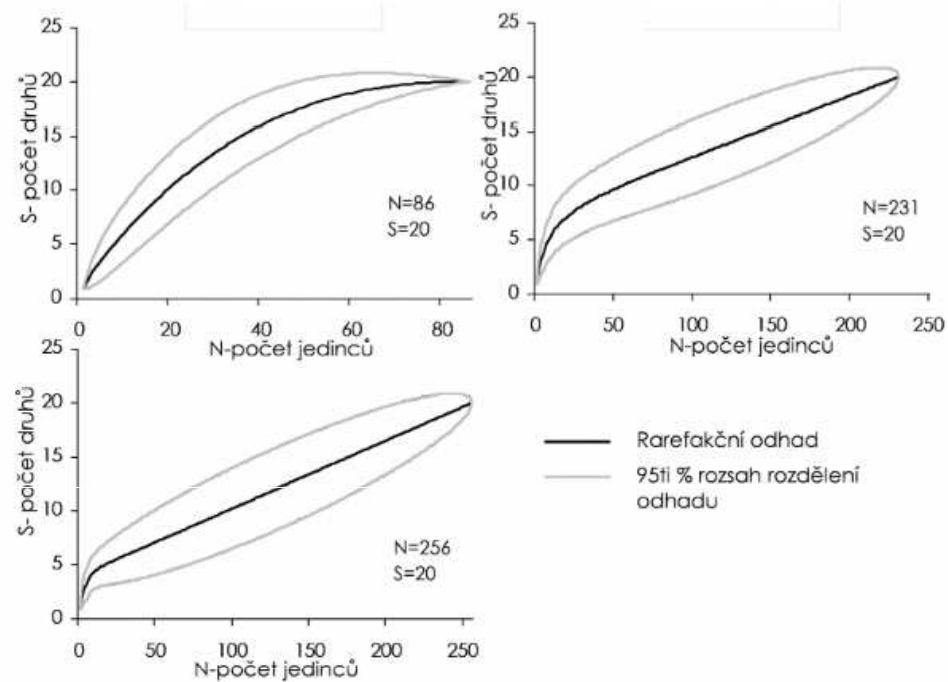 25
20
15
10
5
0
S- počet druhů
N=86
S=20
0 20 40 60 80
N-počet jedinců
25
20
15
10
5
0
S- počet druhů
N=231
S=20
0 50 100 150 200 250
N-počet jedinců
25
20
15
10
5
0
S- počet druhů
N=256
S=20
0 50 100 150 200 250
N-počet jedinců
Rarefakční odhad
95ti % rozsah rozdělení
odhadu